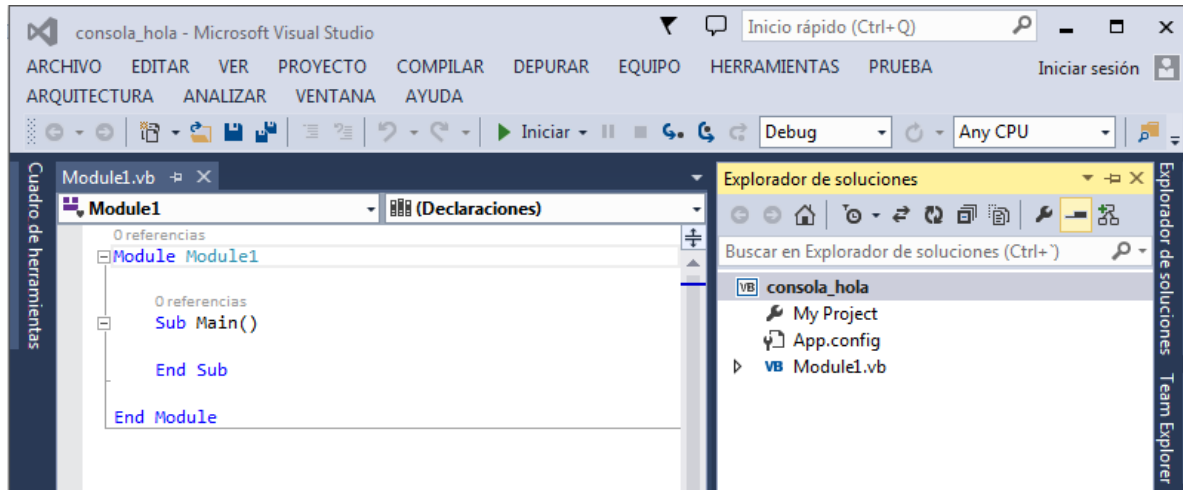 consola_hola - Microsoft Visual Studio
Inicio rápido (Ctrl+Q)
ARCHIVO EDITAR VER PROYECTO COMPILAR DEPURAR EQUIPO HERRAMIENTAS PRUEBA Iniciar sesión
ARQUITECTURA ANALIZAR VENTANA AYUDA
Iniciar Debug Any CPU
Cuadro de herramientas
Module1.vb
Module1 (Declaraciones)
0 referencias
Module Module1
0 referencias
Sub Main()
End Sub
End Module
Explorador de soluciones
Buscar en Explorador de soluciones (Ctrl+`)
VB consola_hola
My Project
App.config
VB Module1.vb
Explorador de soluciones
Team Explorer